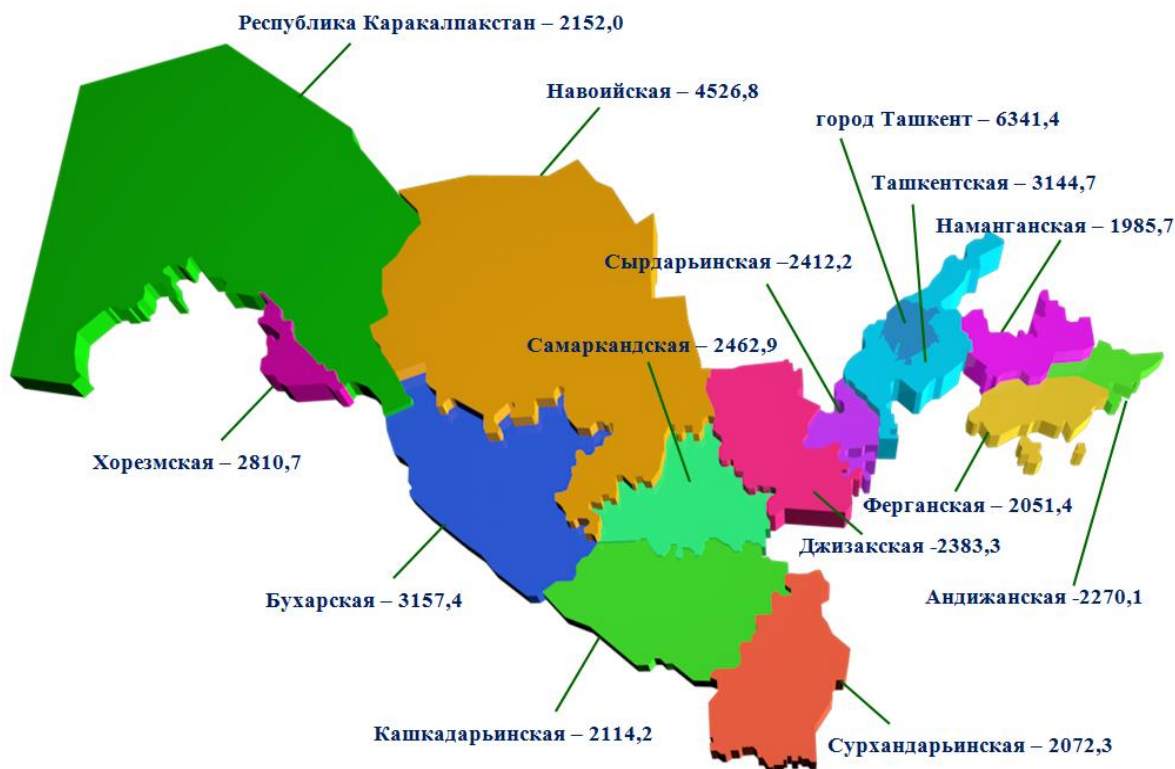 Республика Каракалпакстан – 2152,0
Навоийская – 4526,8
город Ташкент – 6341,4
Ташкентская – 3144,7
Наманганская – 1985,7
Сырдарьинская –2412,2
Самаркандская – 2462,9
Хорезмская – 2810,7
Ферганская – 2051,4
Джизакская -2383,3
Бухарская – 3157,4
Андижанская -2270,1
Кашкадарьинская – 2114,2
Сурхандарьинская – 2072,3